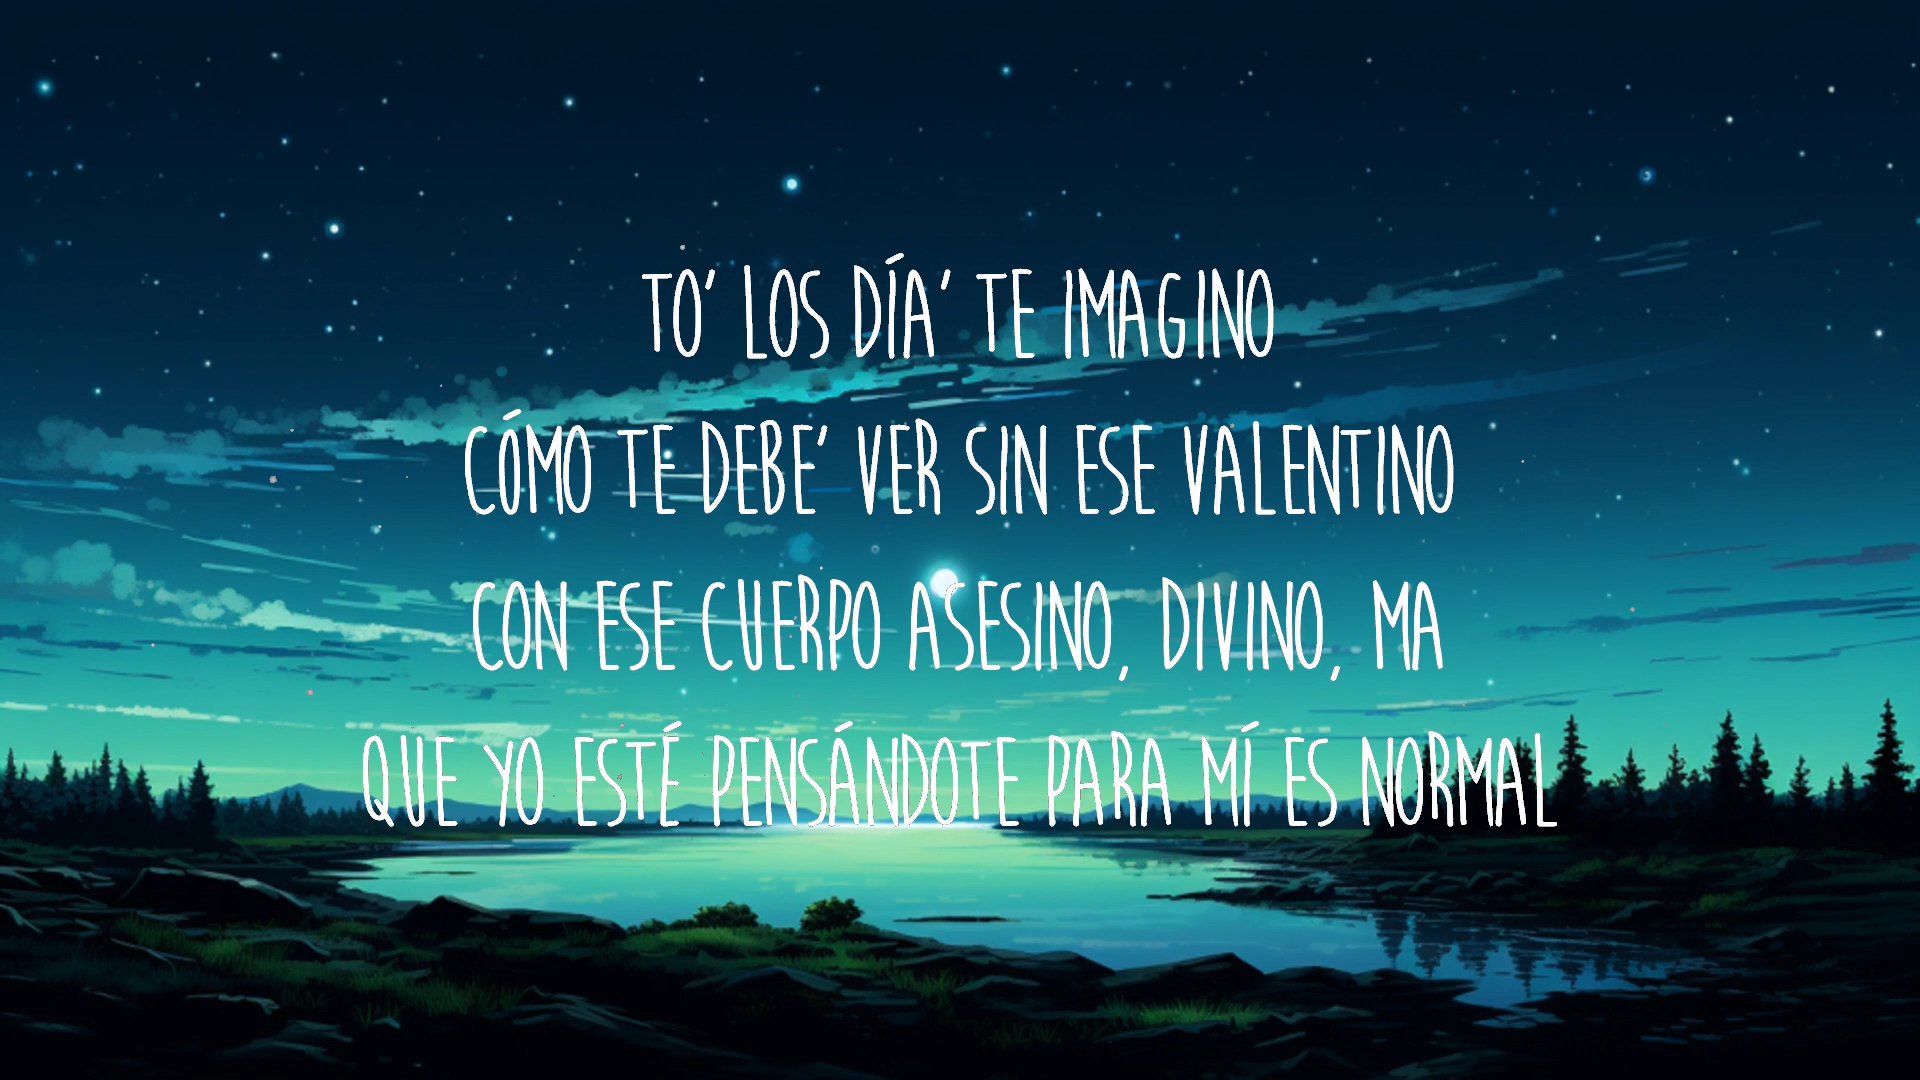 TO' LOS DÍA' TE IMAGINO
CÓMO TE DEBE' VER SIN ESE VALENTINO
CON ESE CUERPO ASESINO, DIVINO, MA
QUE YO ESTÉ PENSÁNDOTE PARA MÍ ES NORMAL